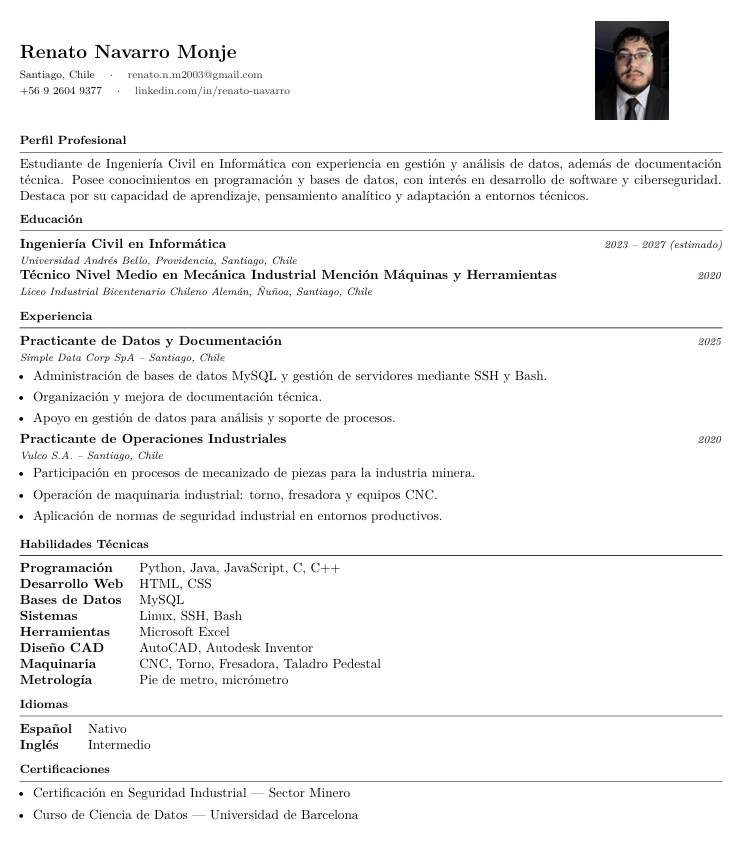 Renato Navarro Monje
Santiago, Chile · renato.n.m2003@gmail.com
+56 9 2604 9377 · linkedin.com/in/renato-navarro
Perfil Profesional
Estudiante de Ingeniería Civil en Informática con experiencia en gestión y análisis de datos, además de documentación
técnica. Posee conocimientos en programación y bases de datos, con interés en desarrollo de software y ciberseguridad.
Destaca por su capacidad de aprendizaje, pensamiento analítico y adaptación a entornos técnicos.
Educación
Ingeniería Civil en Informática 2023 – 2027 (estimado)
Universidad Andrés Bello, Providencia, Santiago, Chile
Técnico Nivel Medio en Mecánica Industrial Mención Máquinas y Herramientas 2020
Liceo Industrial Bicentenario Chileno Alemán, Ñuñoa, Santiago, Chile
Experiencia
Practicante de Datos y Documentación 2025
Simple Data Corp SpA – Santiago, Chile
• Administración de bases de datos MySQL y gestión de servidores mediante SSH y Bash.
• Organización y mejora de documentación técnica.
• Apoyo en gestión de datos para análisis y soporte de procesos.
Practicante de Operaciones Industriales 2020
Vulco S.A. – Santiago, Chile
• Participación en procesos de mecanizado de piezas para la industria minera.
• Operación de maquinaria industrial: torno, fresadora y equipos CNC.
• Aplicación de normas de seguridad industrial en entornos productivos.
Habilidades Técnicas
Programación Python, Java, JavaScript, C, C++
Desarrollo Web HTML, CSS
Bases de Datos MySQL
Sistemas Linux, SSH, Bash
Herramientas Microsoft Excel
Diseño CAD AutoCAD, Autodesk Inventor
Maquinaria CNC, Torno, Fresadora, Taladro Pedestal
Metrología Pie de metro, micrómetro
Idiomas
Español Nativo
Inglés Intermedio
Certificaciones
• Certificación en Seguridad Industrial — Sector Minero
• Curso de Ciencia de Datos — Universidad de Barcelona